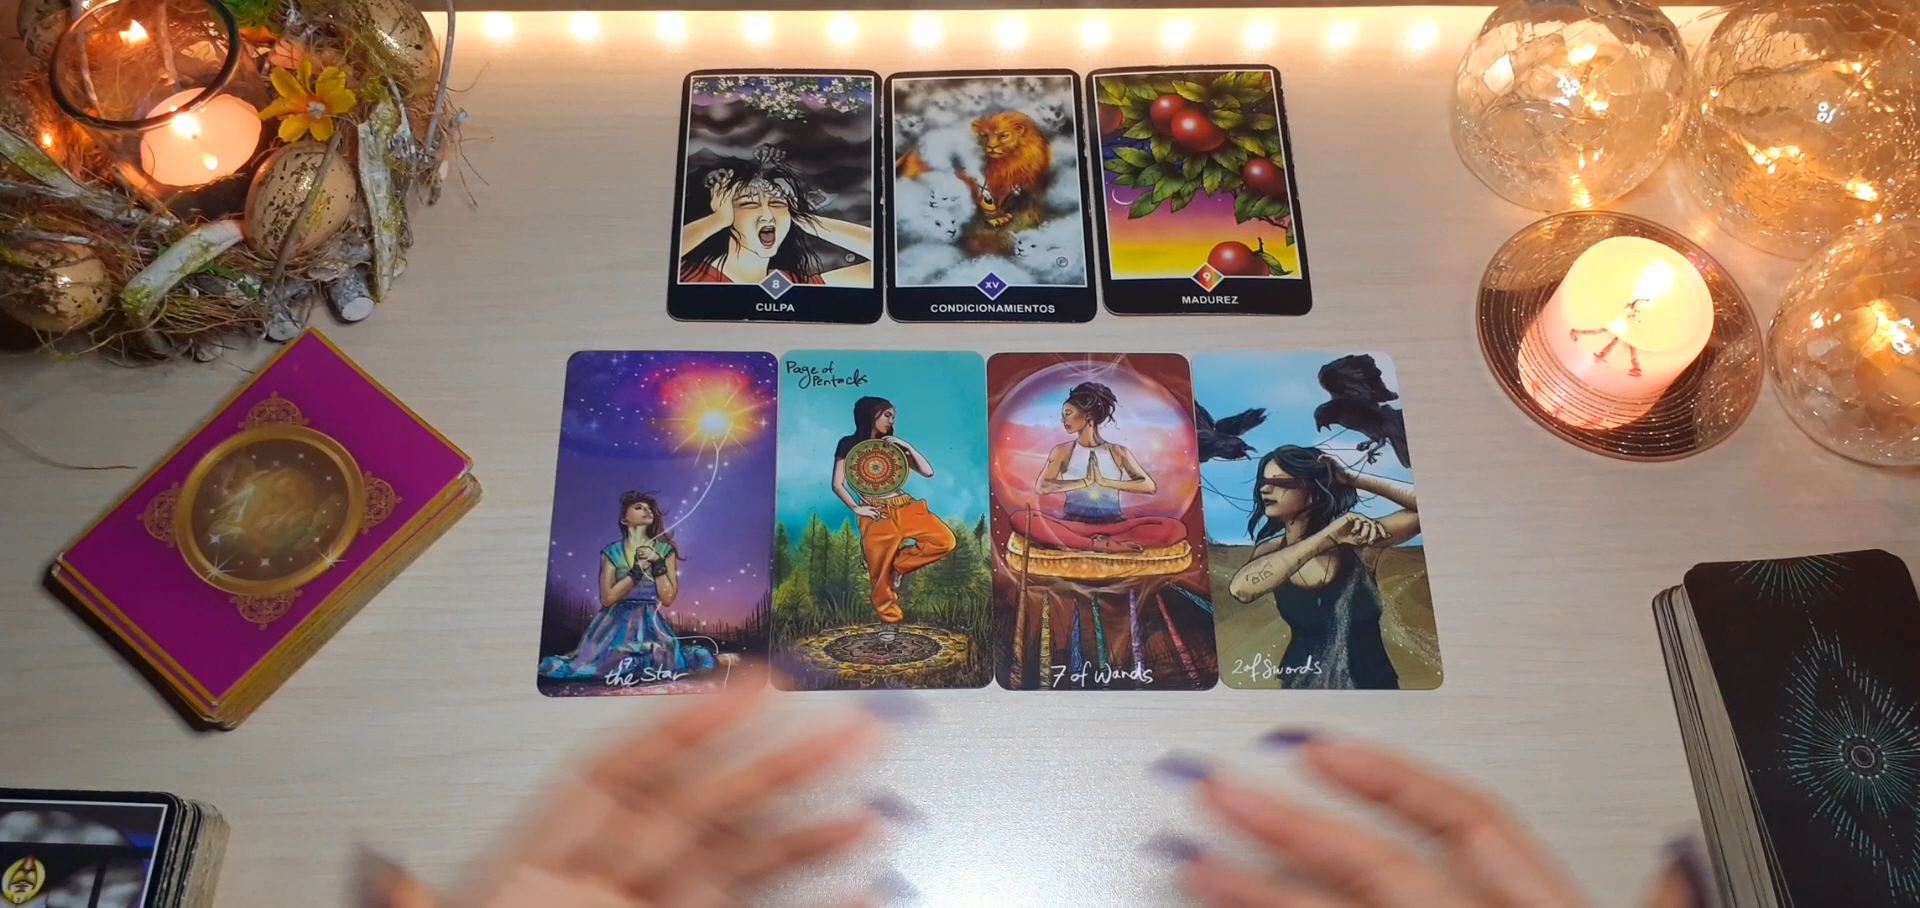 8
CULPA
XV
CONDICIONAMIENTOS
9
MADUREZ
17
the Star
Page of
Pentacles
7 of Wands
2 of Swords